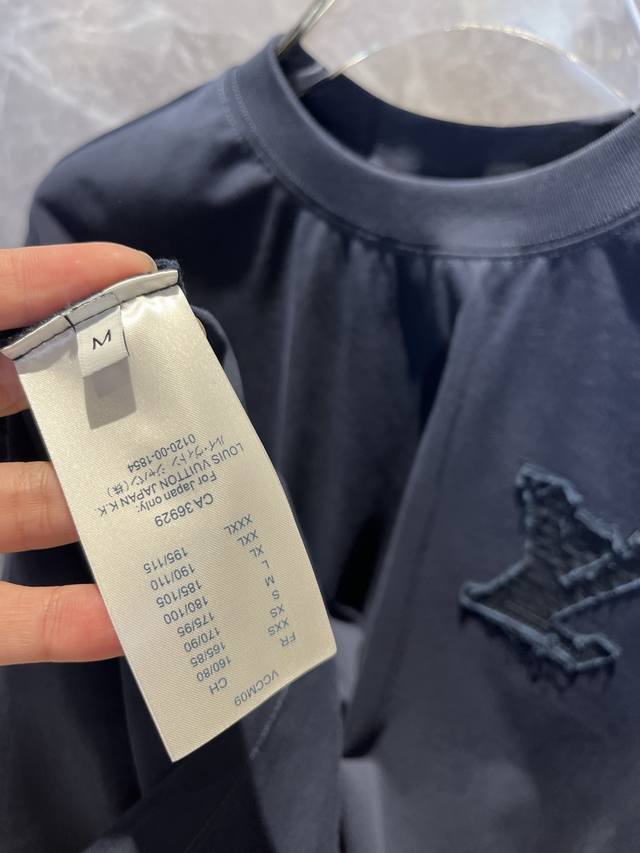 VCCM09
FR CH
XXS 160/80
XS 165/85
S 170/90
M 175/95
L 180/100
XL 185/105
XXL 190/110
XXXL 195/115
CA 36929
For Japan only:
LOUIS VUITTON JAPAN K.K.
ルイ・ヴィトン ジャパン(株)
0120-00-1854
M